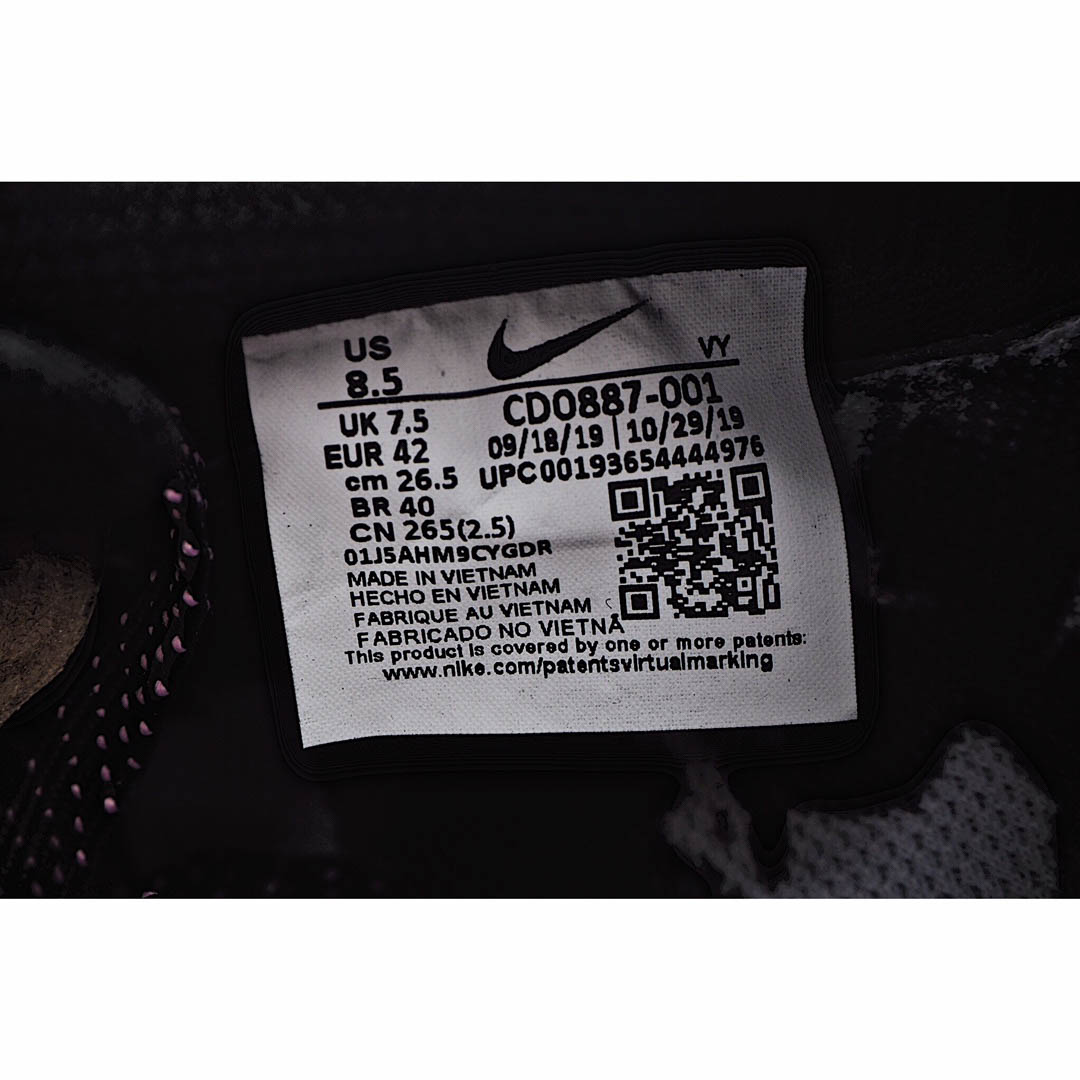 US
8.5
VY
UK 7.5
CD0887-001
EUR 42
09/18/19 | 10/29/19
cm 26.5
UPC00193654444976
BR 40
CN 265(2.5)
01J5AHM9CYGDR
MADE IN VIETNAM
HECHO EN VIETNAM
FABRIQUE AU VIETNAM
FABRICADO NO VIETNÃ
This product is covered by one or more patents:
www.nike.com/patentsvirtualmarking